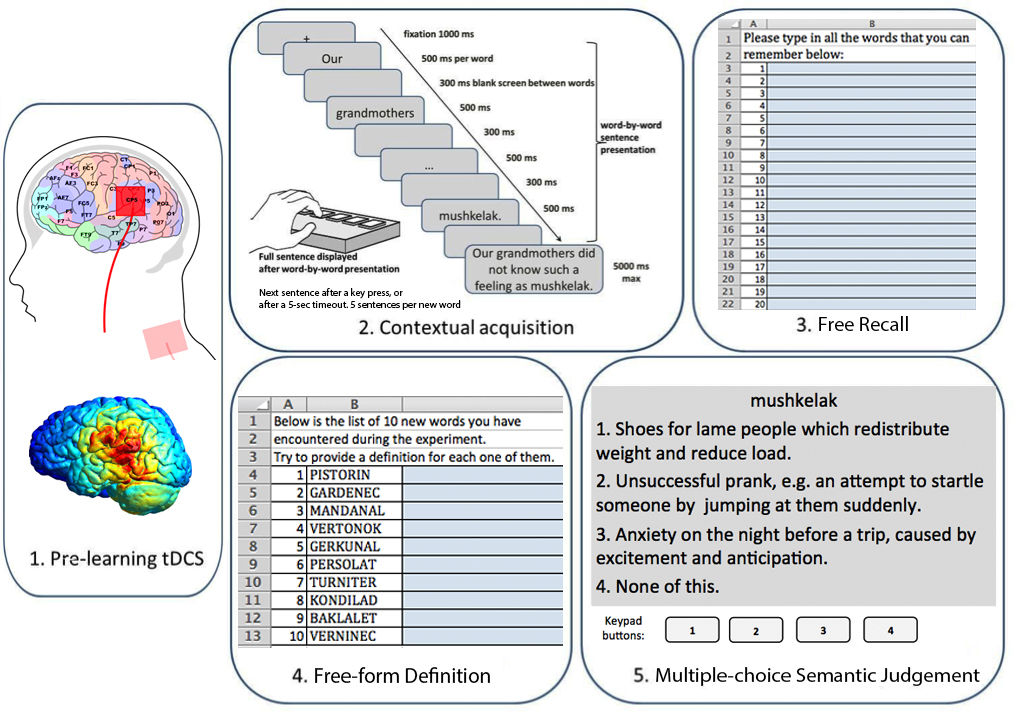 1. Pre-learning tDCS
+
Our
grandmothers
...
mushkelak.
Our grandmothers did
not know such a
feeling as mushkelak.
fixation 1000 ms
500 ms per word
300 ms blank screen between words
500 ms
300 ms
500 ms
300 ms
500 ms
5000 ms
max
word-by-word
sentence
presentation
Full sentence displayed
after word-by-word presentation
Next sentence after a key press, or
after a 5-sec timeout. 5 sentences per new word
2. Contextual acquisition
A B
1 Please type in all the words that you can
2 remember below:
3 1
4 2
5 3
6 4
7 5
8 6
9 7
10 8
11 9
12 10
13 11
14 12
15 13
16 14
17 15
18 16
19 17
20 18
21 19
22 20
3. Free Recall
A B
1 Below is the list of 10 new words you have
2 encountered during the experiment.
3 Try to provide a definition for each one of them.
4 1 PISTORIN
5 2 GARDENEC
6 3 MANDANAL
7 4 VERTONOK
8 5 GERKUNAL
9 6 PERSOLAT
10 7 TURNITER
11 8 KONDILAD
12 9 BAKLALET
13 10 VERNINEC
4. Free-form Definition
mushkelak
1. Shoes for lame people which redistribute
weight and reduce load.
2. Unsuccessful prank, e.g. an attempt to startle
someone by jumping at them suddenly.
3. Anxiety on the night before a trip, caused by
excitement and anticipation.
4. None of this.
Keypad
buttons:
1 2 3 4
5. Multiple-choice Semantic Judgement